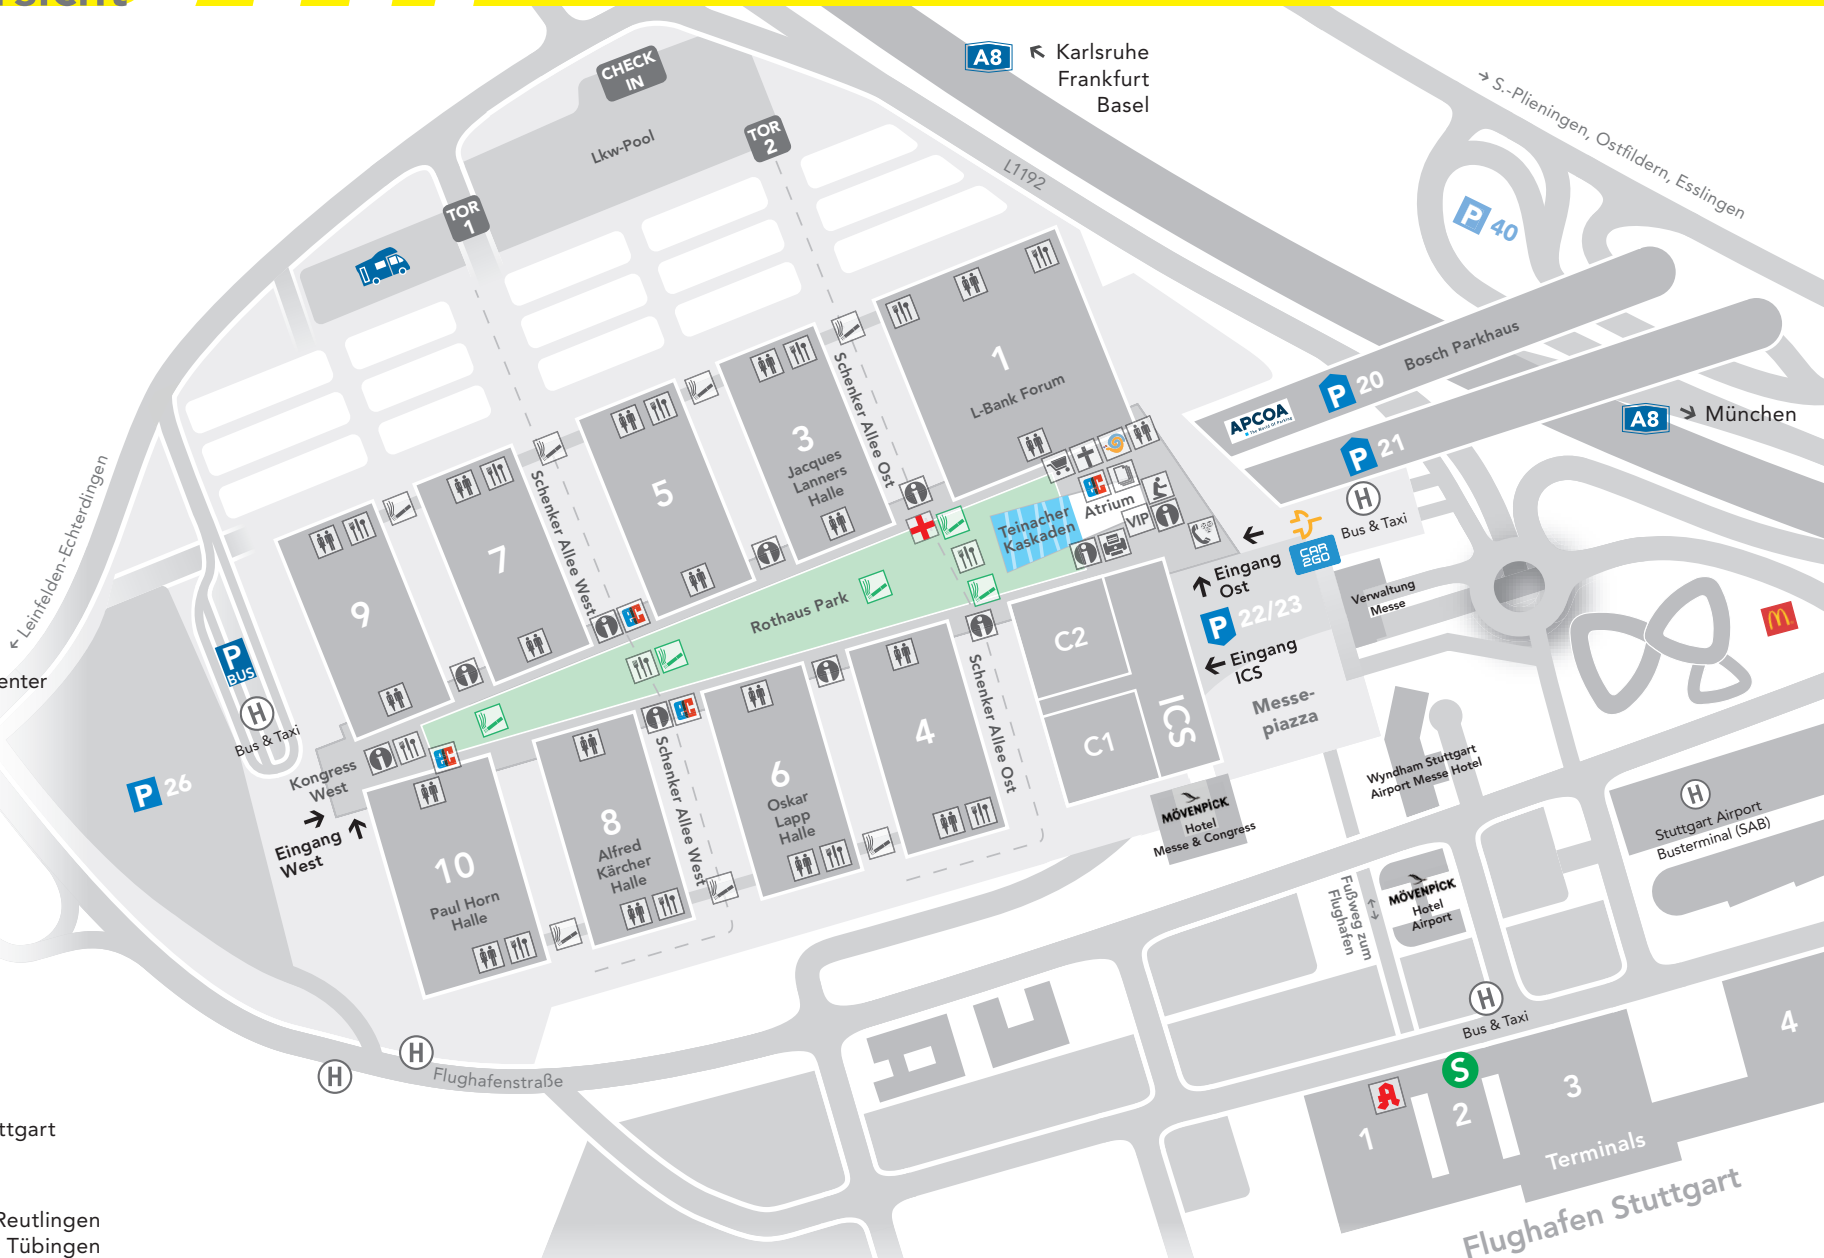 CHECK
IN
Lkw-Pool
TOR
2
TOR
1
A8
Karlsruhe
Frankfurt
Basel
S.-Plieningen, Ostfildern, Esslingen
L1192
P 40
Bosch Parkhaus
APCOA
P 20
P 21
A8
München
H
Bus & Taxi
CAR
2GO
Eingang
Ost
P 22/23
Eingang
ICS
Verwaltung
Messe
Messe-
piazza
1
L-Bank Forum
3
Jacques
Lanners
Halle
5
7
9
Schenker Allee Ost
Schenker Allee West
Atrium
VIP
EC
Teinacher
Kaskaden
Rothaus Park
EC
EC
EC
C2
C1
ICS
4
6
Oskar
Lapp
Halle
8
Alfred
Kärcher
Halle
10
Paul Horn
Halle
Schenker Allee Ost
Schenker Allee West
Leinfelden-Echterdingen
enter
P
BUS
H
Bus & Taxi
P 26
Kongress
West
Eingang
West
H
H
Flughafenstraße
ttgart
Reutlingen
Tübingen
MÖVENPICK
Hotel
Messe & Congress
Wyndham Stuttgart
Airport Messe Hotel
H
Stuttgart Airport
Busterminal (SAB)
Fußweg zum
Flughafen
MÖVENPICK
Hotel
Airport
H
Bus & Taxi
S
A
1
2
3
4
Terminals
Flughafen Stuttgart